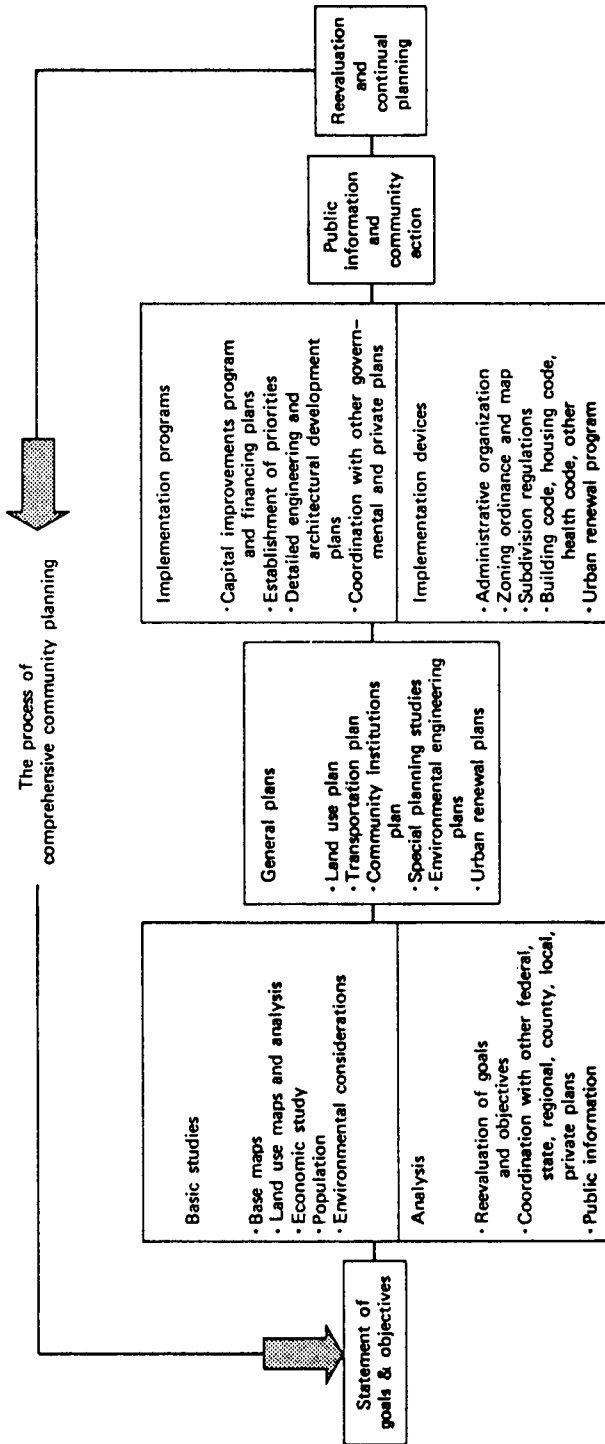 The process of
comprehensive community planning
Statement of
goals & objectives
Basic studies
· Base maps
· Land use maps and analysis
· Economic study
· Population
· Environmental considerations
Analysis
· Reevaluation of goals
and objectives
· Coordination with other federal,
state, regional, county, local,
private plans
· Public information
General plans
· Land use plan
· Transportation plan
· Community institutions
plan
· Special planning studies
· Environmental engineering
plans
· Urban renewal plans
Implementation programs
· Capital improvements program
and financing plans
· Establishment of priorities
· Detailed engineering and
architectural development
plans
· Coordination with other govern-
mental and private plans
Implementation devices
· Administrative organization
· Zoning ordinance and map
· Subdivision regulations
· Building code, housing code,
health code, other
· Urban renewal program
Public
information
and
community
action
Reevaluation
and
continual
planning